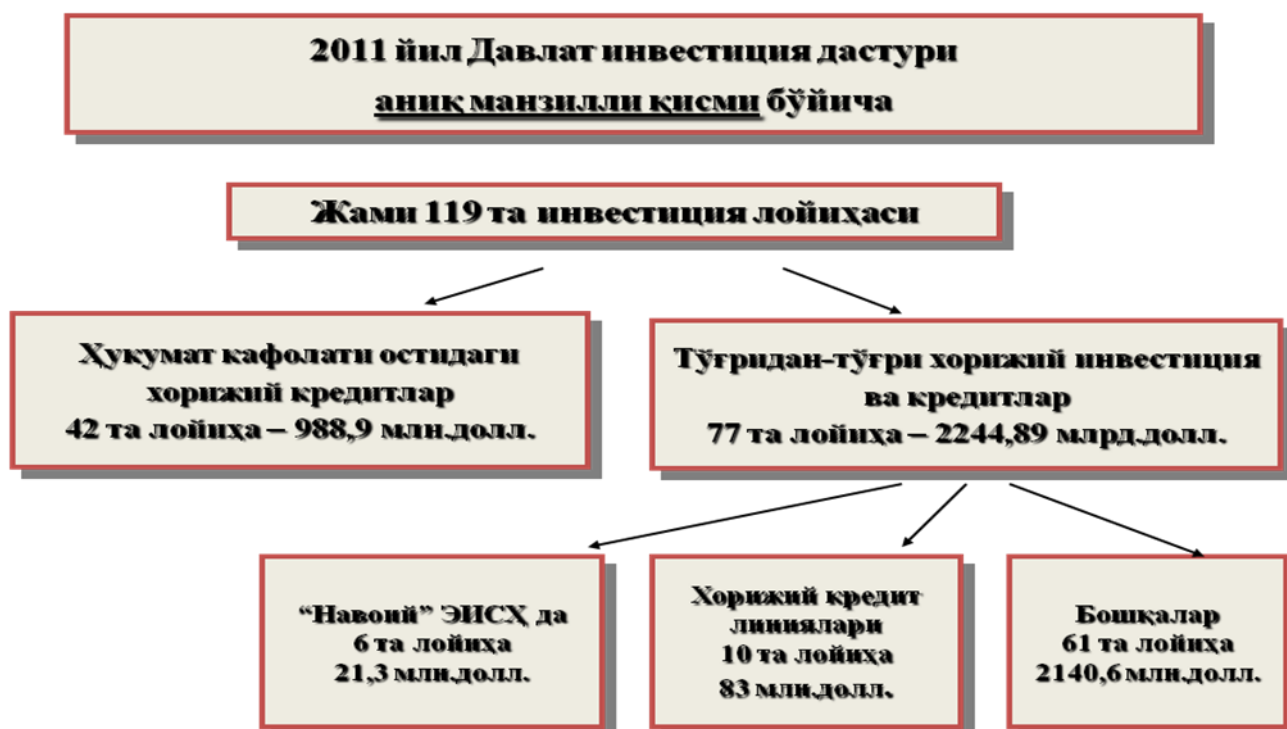 2011 йил Давлат инвестиция дастури
аниқ манзилли қисми бўйича
Жами 119 та инвестиция лойиҳаси
Ҳукумат кафолати остидаги
хорижий кредитлар
42 та лойиҳа – 988,9 млн.долл.
Тўғридан-тўғри хорижий инвестиция
ва кредитлар
77 та лойиҳа – 2244,89 млрд.долл.
“Навоий” ЭИСҲ да
6 та лойиҳа
21,3 млн.долл.
Хорижий кредит
линиялари
10 та лойиҳа
83 млн.долл.
Бошқалар
61 та лойиҳа
2140,6 млн.долл.